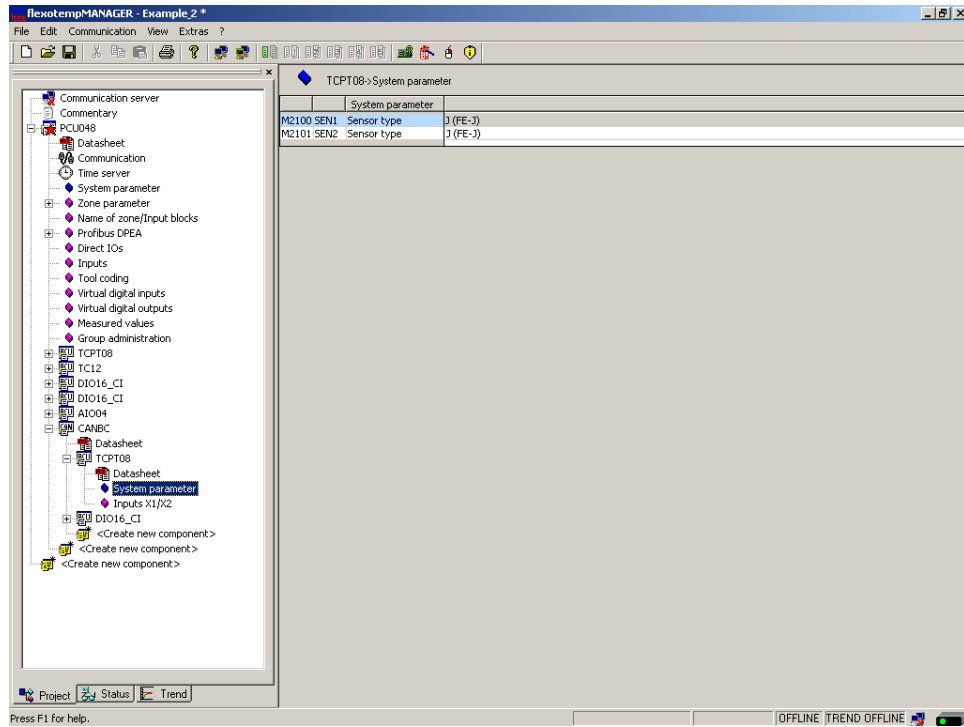 flexotempMANAGER - Example_2 *
File Edit Communication View Extras ?
TCPT08->System parameter
System parameter
M2100 SEN1 Sensor type J (FE-J)
M2101 SEN2 Sensor type J (FE-J)
Communication server
Commentary
PCU048
Datasheet
Communication
Time server
System parameter
Zone parameter
Name of zone/Input blocks
Profibus DPEA
Direct IOs
Inputs
Tool coding
Virtual digital inputs
Virtual digital outputs
Measured values
Group administration
TCPT08
TC12
DIO16_CI
DIO16_CI
AIO04
CANBC
Datasheet
TCPT08
Datasheet
System parameter
Inputs X1/X2
DIO16_CI
<Create new component>
<Create new component>
<Create new component>
Project Status Trend
Press F1 for help. OFFLINE TREND OFFLINE